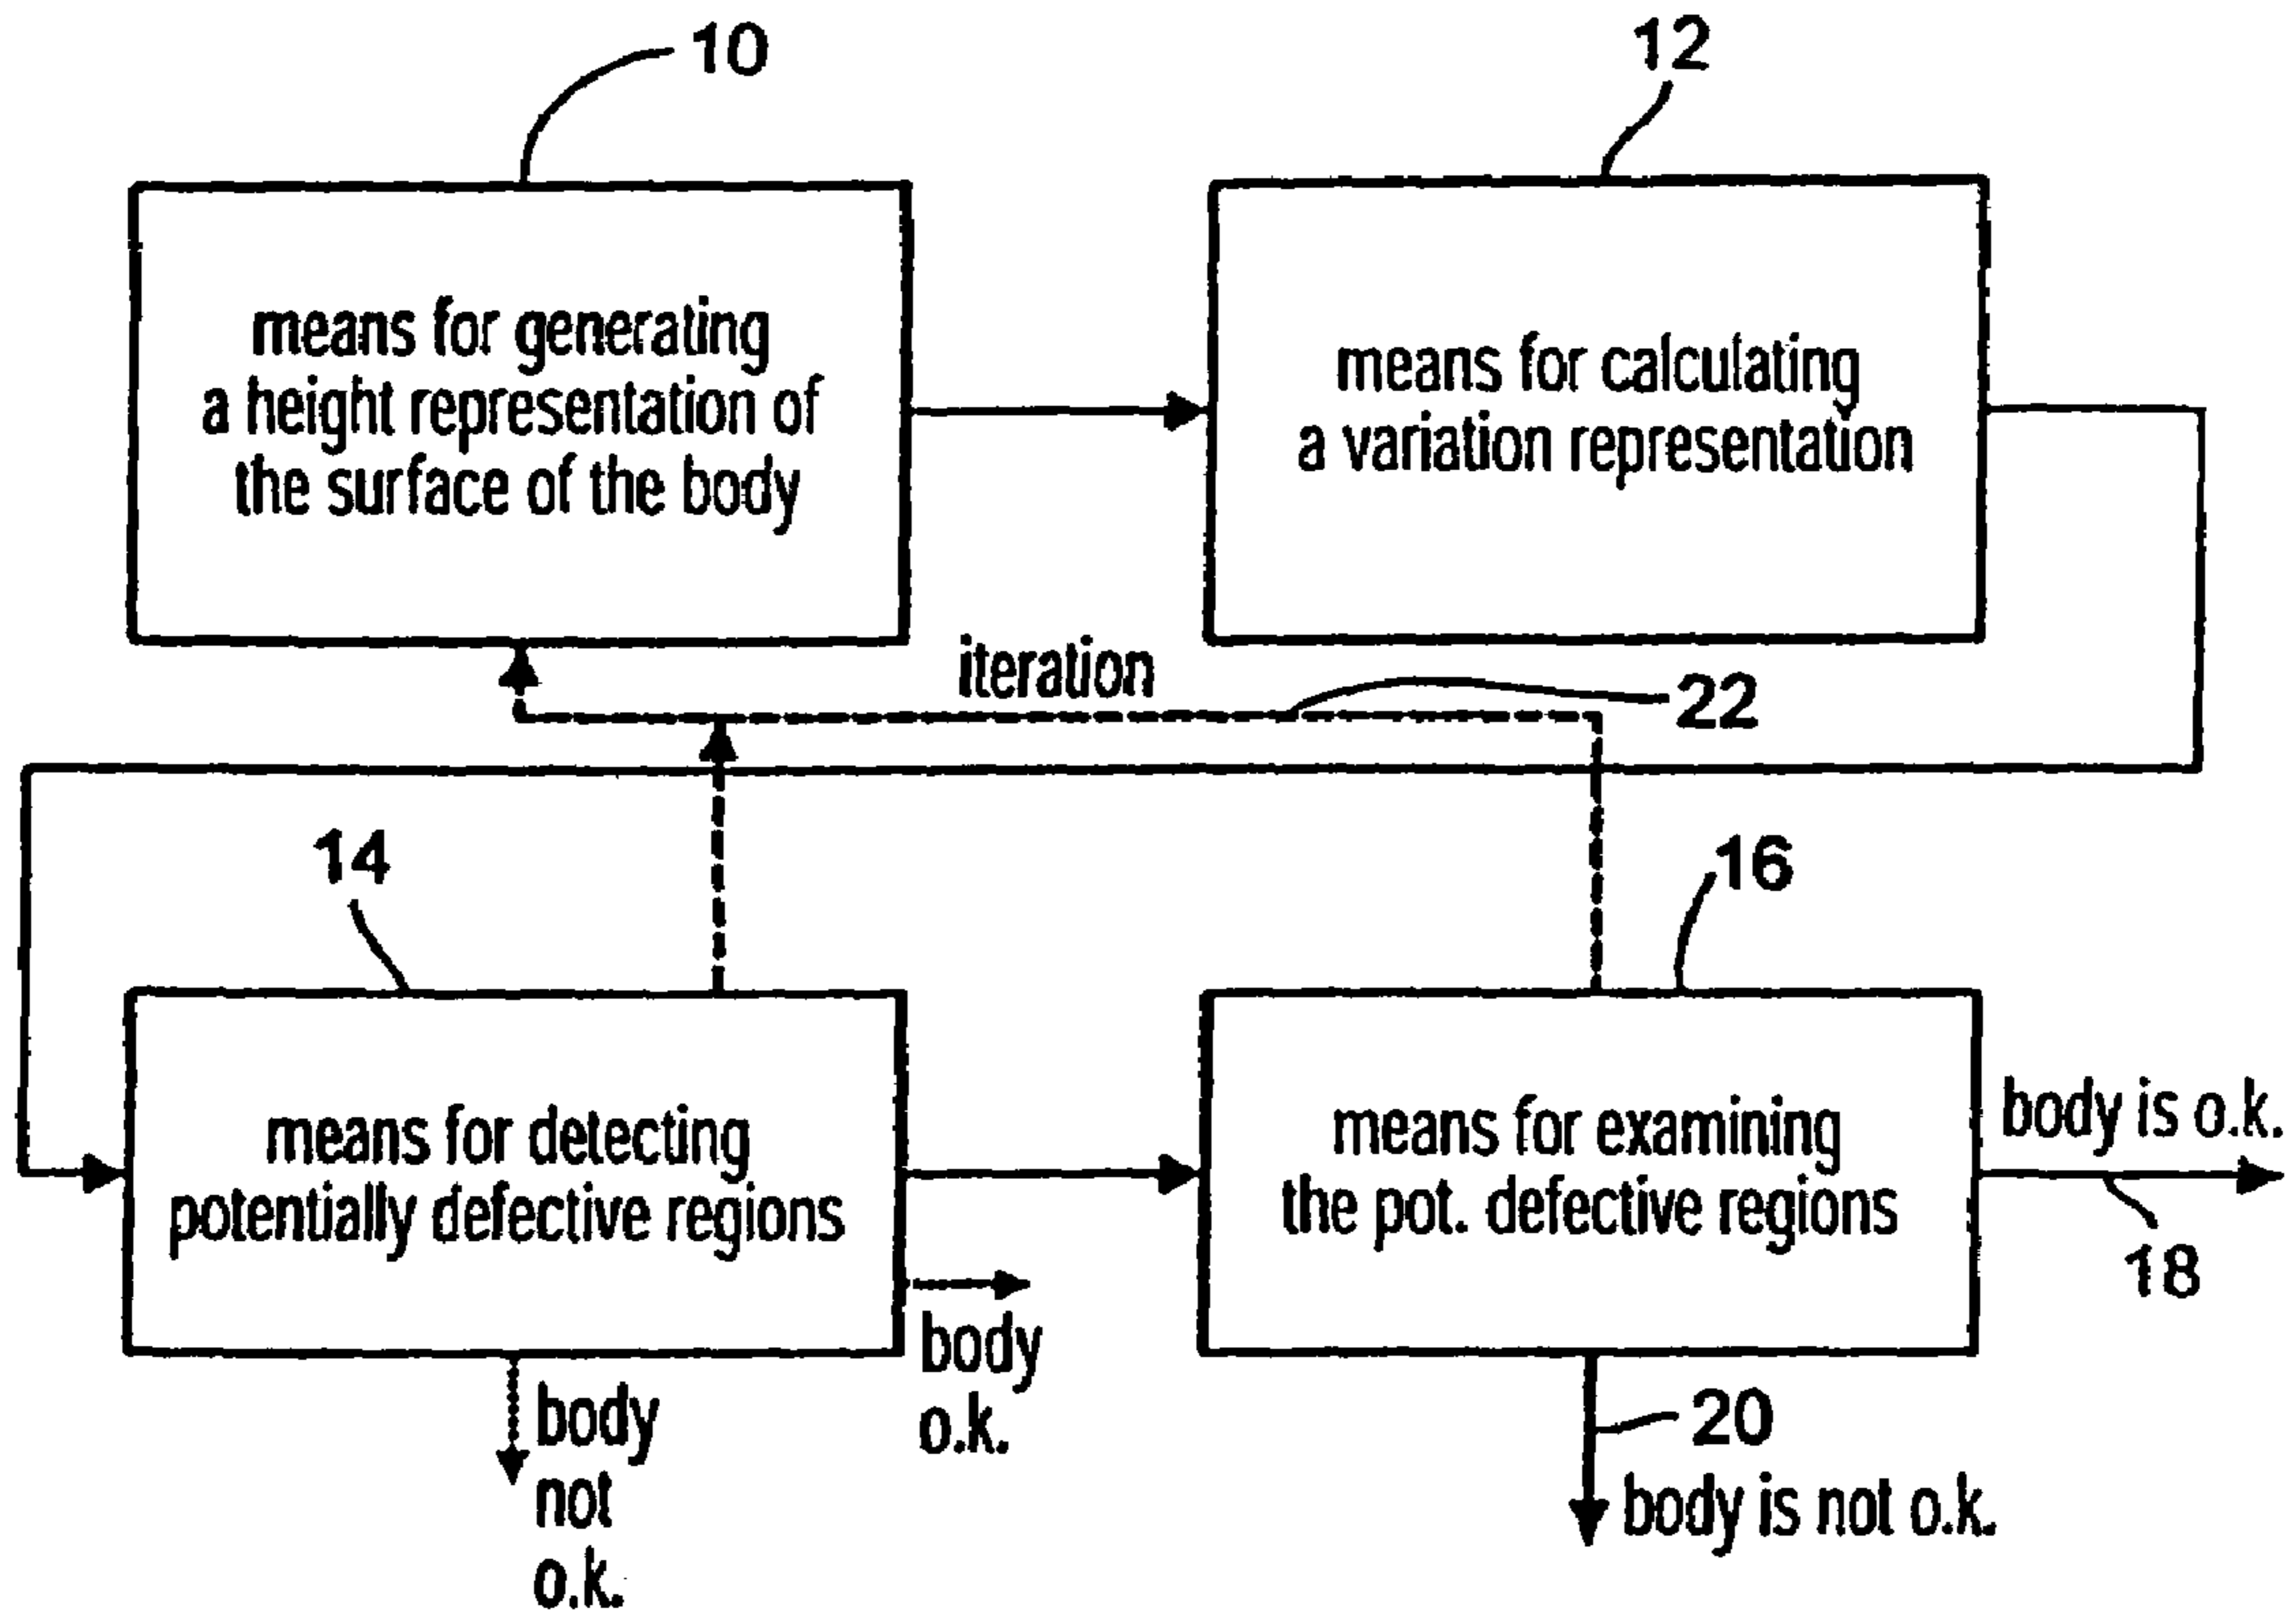 10
12
means for generating
a height representation of
the surface of the body
means for calculating
a variation representation
iteration
22
14
16
means for detecting
potentially defective regions
means for examining
the pot. defective regions
body is o.k.
18
body
o.k.
body
not
o.k.
20
body is not o.k.